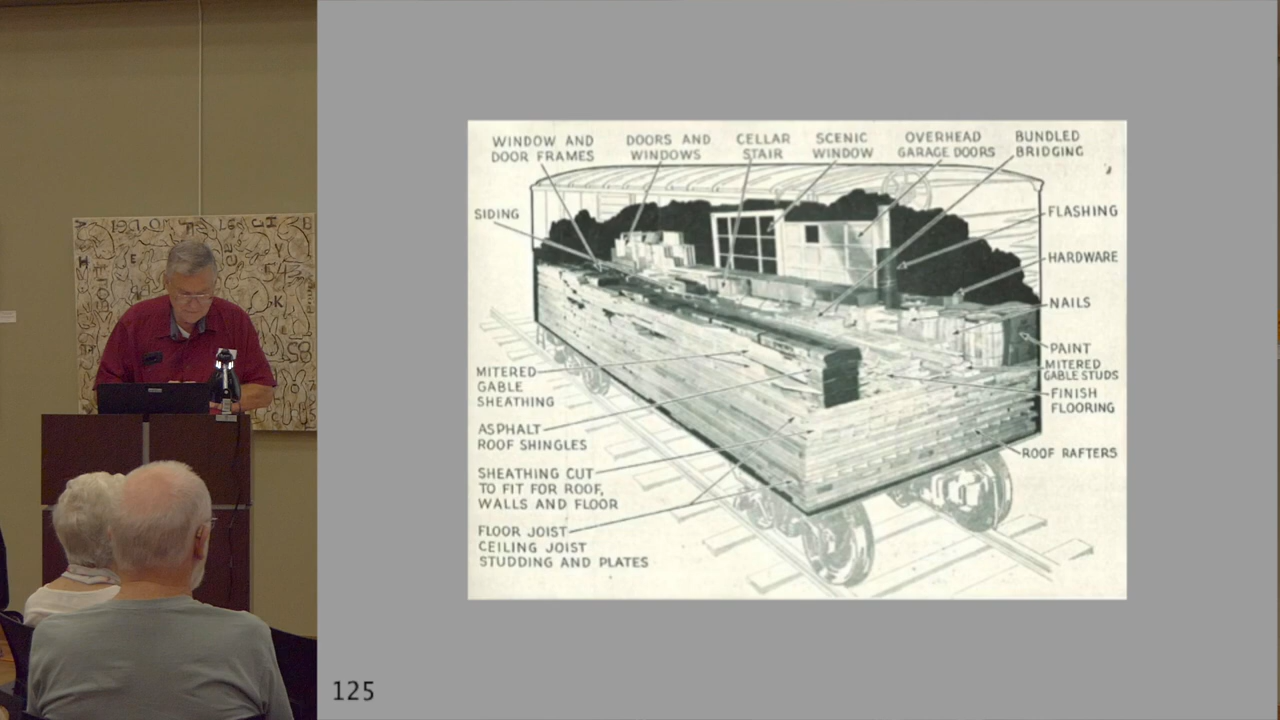 WINDOW AND
DOOR FRAMES
DOORS AND
WINDOWS
CELLAR
STAIR
SCENIC
WINDOW
OVERHEAD
GARAGE DOORS
BUNDLED
BRIDGING
SIDING
FLASHING
HARDWARE
NAILS
PAINT
MITERED
GABLE STUDS
FINISH
FLOORING
ROOF RAFTERS
MITERED
GABLE
SHEATHING
ASPHALT
ROOF SHINGLES
SHEATHING CUT
TO FIT FOR ROOF,
WALLS AND FLOOR
FLOOR JOIST
CEILING JOIST
STUDDING AND PLATES
125